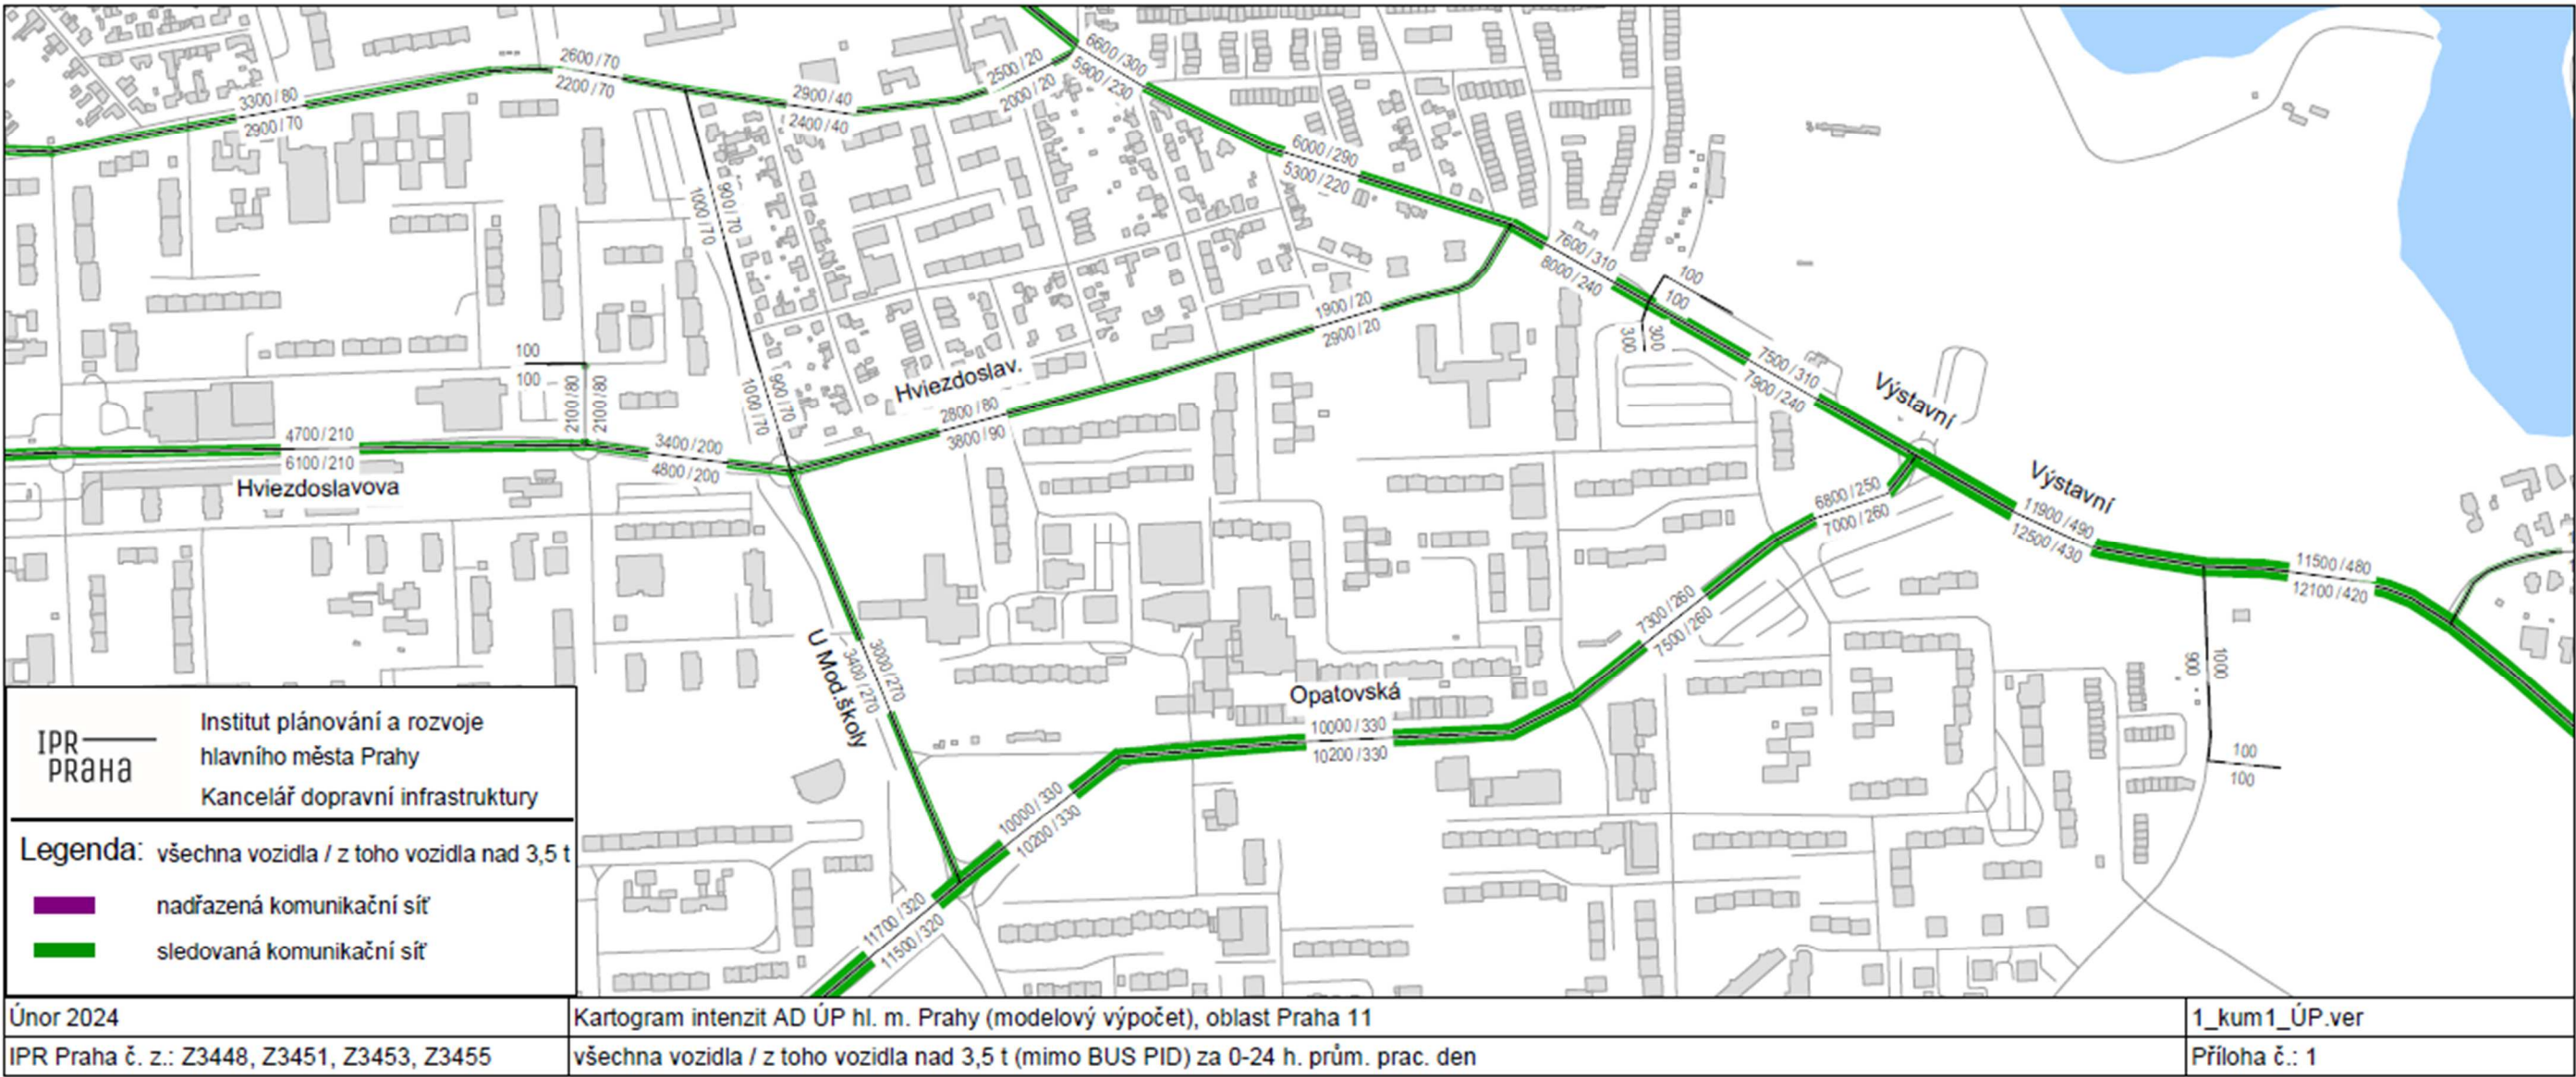 6600/300
5900/230
2500/20
2000/20
2600/70
2200/70
2900/40
2400/40
3300/80
2900/70
6000/290
5300/220
900/70
1000/70
7600/310
8000/240
100
100
300
300
1900/20
2900/20
7500/310
7900/240
Výstavní
100
100
2100/80
2100/80
900/70
1000/70
Hviezdoslav.
2800/80
3800/90
4700/210
6100/210
3400/200
4800/200
Hviezdoslavova
Výstavní
6800/250
7000/260
11900/490
12500/430
11500/480
12100/420
7300/260
7500/260
3000/270
3400/270
U Mod.školy
Opatovská
10000/330
10200/330
900
1000
100
100
10000/330
10200/330
11700/320
11500/320
IPR
PRAHA
Institut plánování a rozvoje
hlavního města Prahy
Kancelář dopravní infrastruktury
Legenda: všechna vozidla / z toho vozidla nad 3,5 t
nadřazená komunikační síť
sledovaná komunikační síť
Únor 2024
Kartogram intenzit AD ÚP hl. m. Prahy (modelový výpočet), oblast Praha 11
1_kum1_ÚP.ver
IPR Praha č. z.: Z3448, Z3451, Z3453, Z3455
všechna vozidla / z toho vozidla nad 3,5 t (mimo BUS PID) za 0-24 h. prům. prac. den
Příloha č.: 1